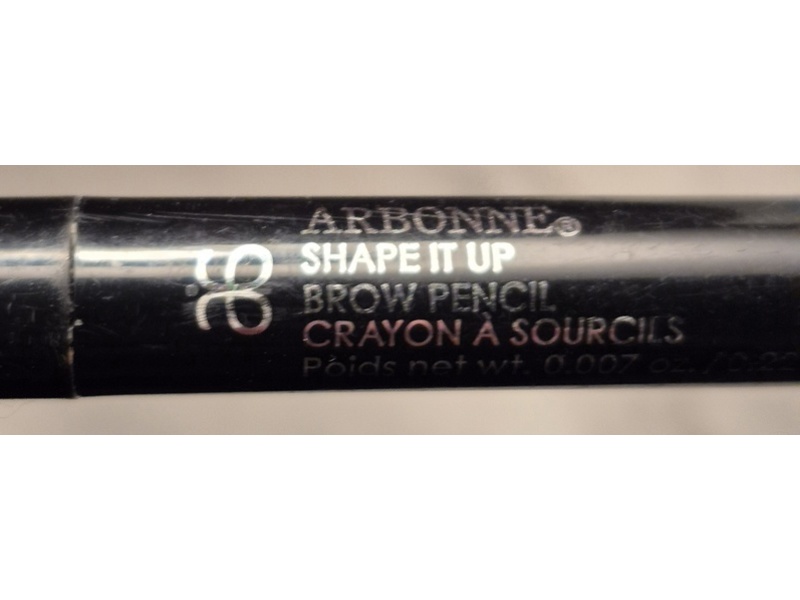 ARBONNE®
SHAPE IT UP
BROW PENCIL
CRAYON À SOURCILS
Poids net wt. 0.007 oz.